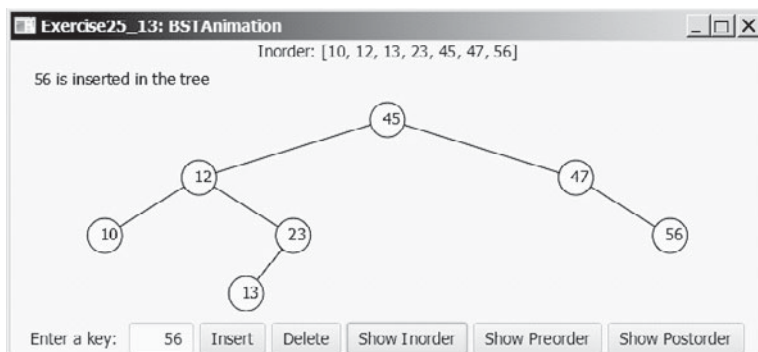 Exercise25_13: BSTAnimation
Inorder: [10, 12, 13, 23, 45, 47, 56]
56 is inserted in the tree
45
12 47
10 23 56
13
Enter a key: 56 Insert Delete Show Inorder Show Preorder Show Postorder